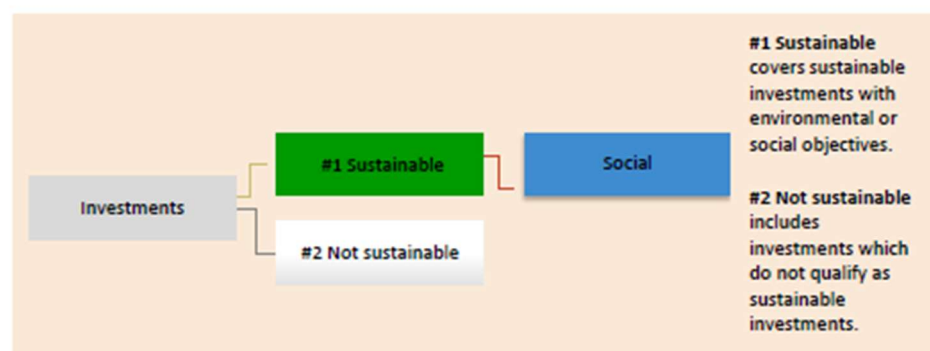 Investments
#1 Sustainable
#2 Not sustainable
Social
#1 Sustainable
covers sustainable
investments with
environmental or
social objectives.
#2 Not sustainable
includes
investments which
do not qualify as
sustainable
investments.